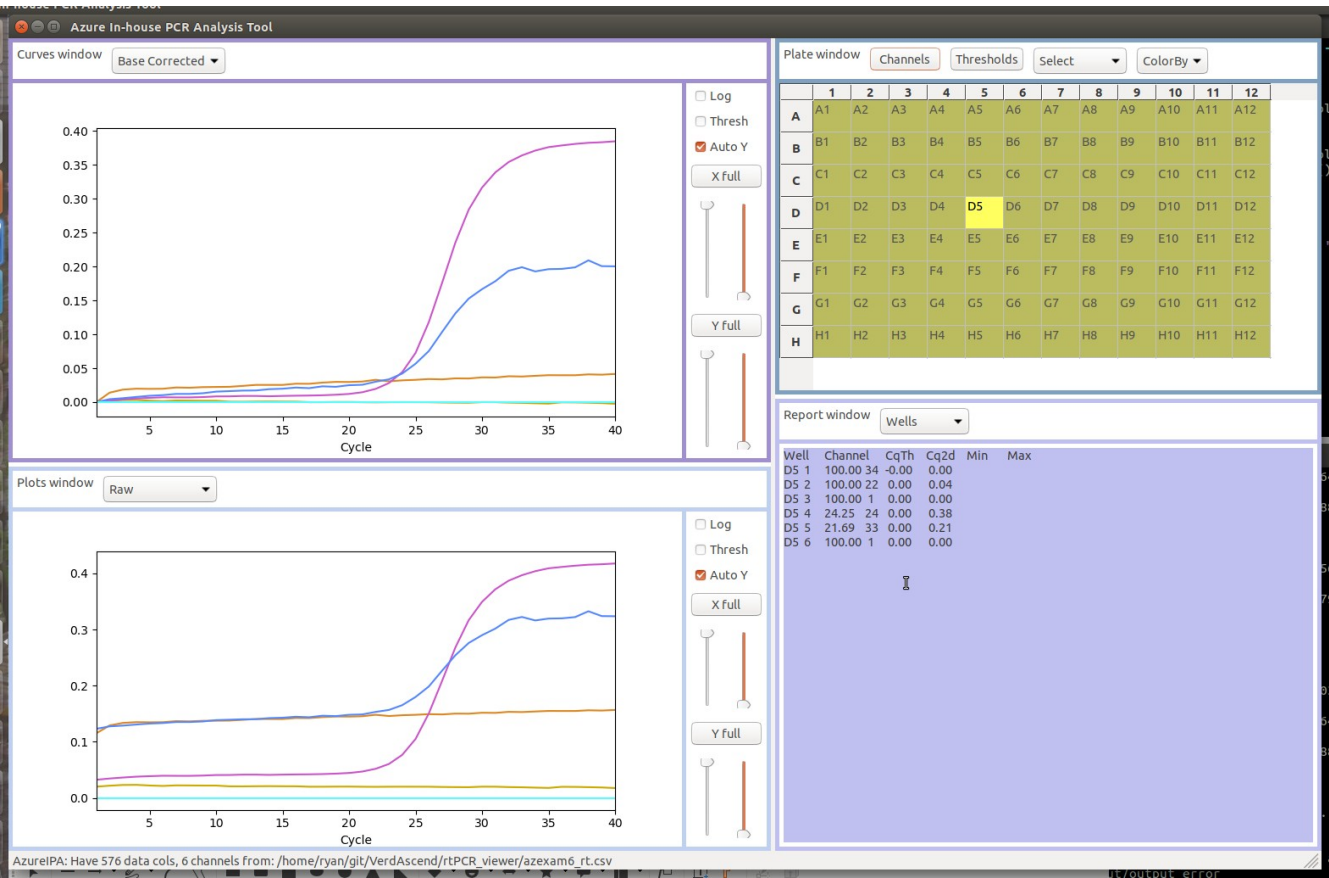 Azure In-house PCR Analysis Tool
Curves window Base Corrected
Log
Thresh
Auto Y
X full
Y full
0.40
0.35
0.30
0.25
0.20
0.15
0.10
0.05
0.00
5 10 15 20 25 30 35 40
Cycle
Plots window Raw
Log
Thresh
Auto Y
X full
Y full
0.4
0.3
0.2
0.1
0.0
5 10 15 20 25 30 35 40
Cycle
Plate window Channels Thresholds Select ColorBy
1 2 3 4 5 6 7 8 9 10 11 12
A A1 A2 A3 A4 A5 A6 A7 A8 A9 A10 A11 A12
B B1 B2 B3 B4 B5 B6 B7 B8 B9 B10 B11 B12
C C1 C2 C3 C4 C5 C6 C7 C8 C9 C10 C11 C12
D D1 D2 D3 D4 D5 D6 D7 D8 D9 D10 D11 D12
E E1 E2 E3 E4 E5 E6 E7 E8 E9 E10 E11 E12
F F1 F2 F3 F4 F5 F6 F7 F8 F9 F10 F11 F12
G G1 G2 G3 G4 G5 G6 G7 G8 G9 G10 G11 G12
H H1 H2 H3 H4 H5 H6 H7 H8 H9 H10 H11 H12
Report window Wells
Well Channel CqTh Cq2d Min Max
D5 1 100.00 34 -0.00 0.00
D5 2 100.00 22 0.00 0.04
D5 3 100.00 1 0.00 0.00
D5 4 24.25 24 0.00 0.38
D5 5 21.69 33 0.00 0.21
D5 6 100.00 1 0.00 0.00
AzureIPA: Have 576 data cols, 6 channels from: /home/ryan/git/VerdAscend/rtPCR_viewer/azexam6_rt.csv
ut/output error